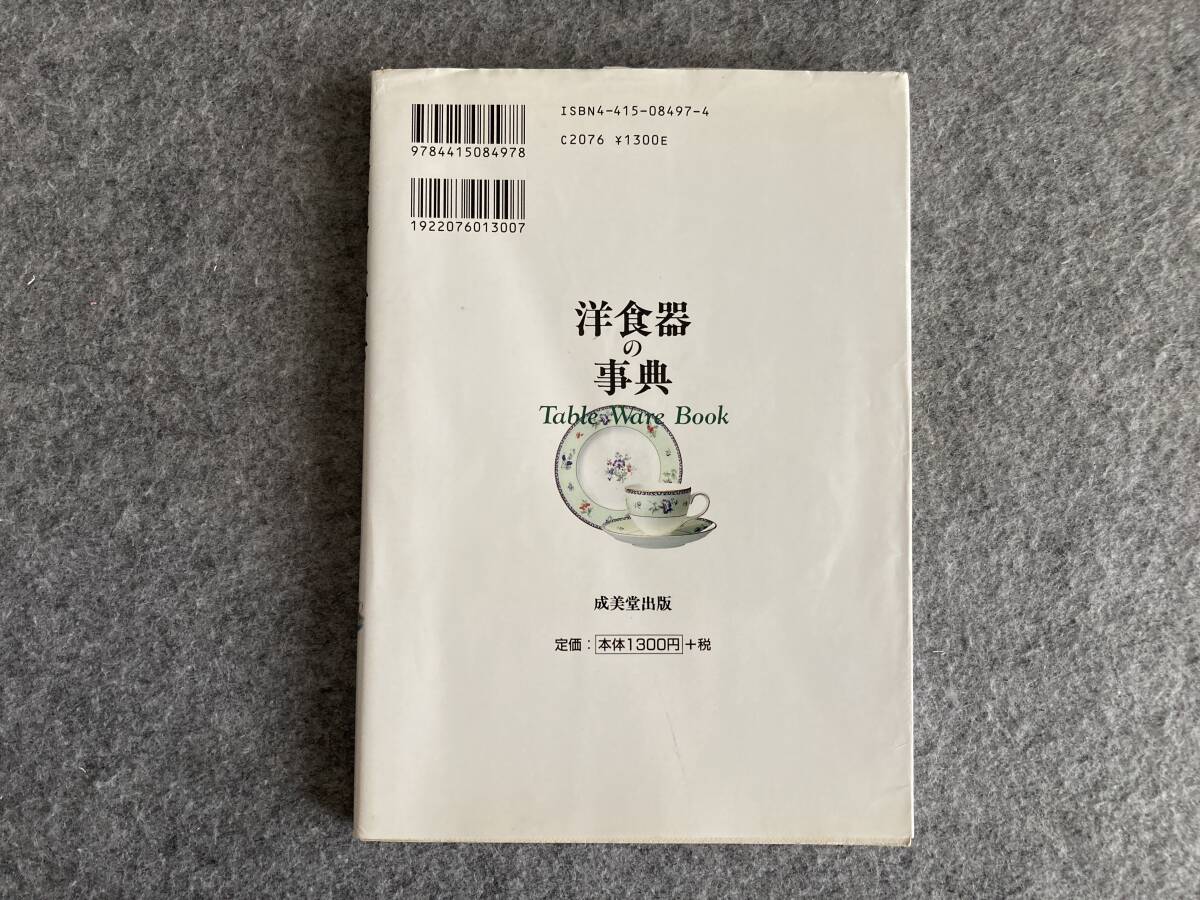 ISBN4-415-08497-4
C2076 ¥1300E
9784415084978
1922076013007
洋食器
の
事典
Table Ware Book
成美堂出版
定価：本体1300円+税